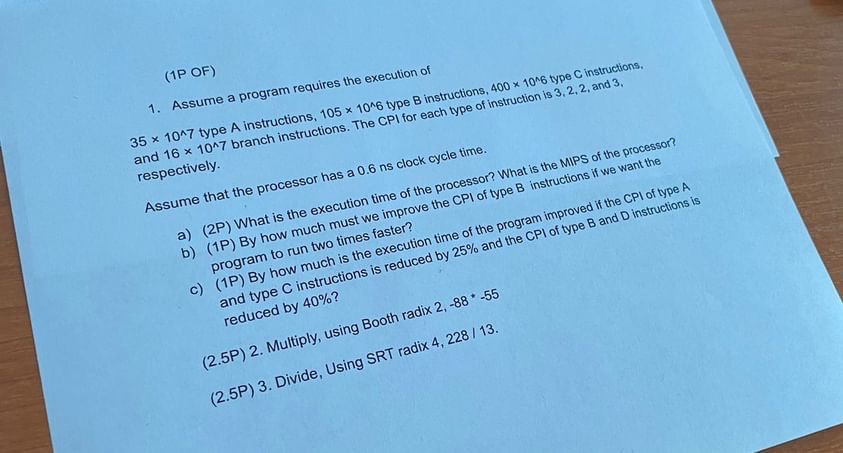 (1P OF)
1. Assume a program requires the execution of
35 × 10^7 type A instructions, 105 × 10^6 type B instructions, 400 × 10^6 type C instructions,
and 16 × 10^7 branch instructions. The CPI for each type of instruction is 3, 2, 2, and 3,
respectively.
Assume that the processor has a 0.6 ns clock cycle time.
a) (2P) What is the execution time of the processor? What is the MIPS of the processor?
b) (1P) By how much must we improve the CPI of type B instructions if we want the
program to run two times faster?
c) (1P) By how much is the execution time of the program improved if the CPI of type A
and type C instructions is reduced by 25% and the CPI of type B and D instructions is
reduced by 40%?
(2.5P) 2. Multiply, using Booth radix 2, -88 * -55
(2.5P) 3. Divide, Using SRT radix 4, 228 / 13.